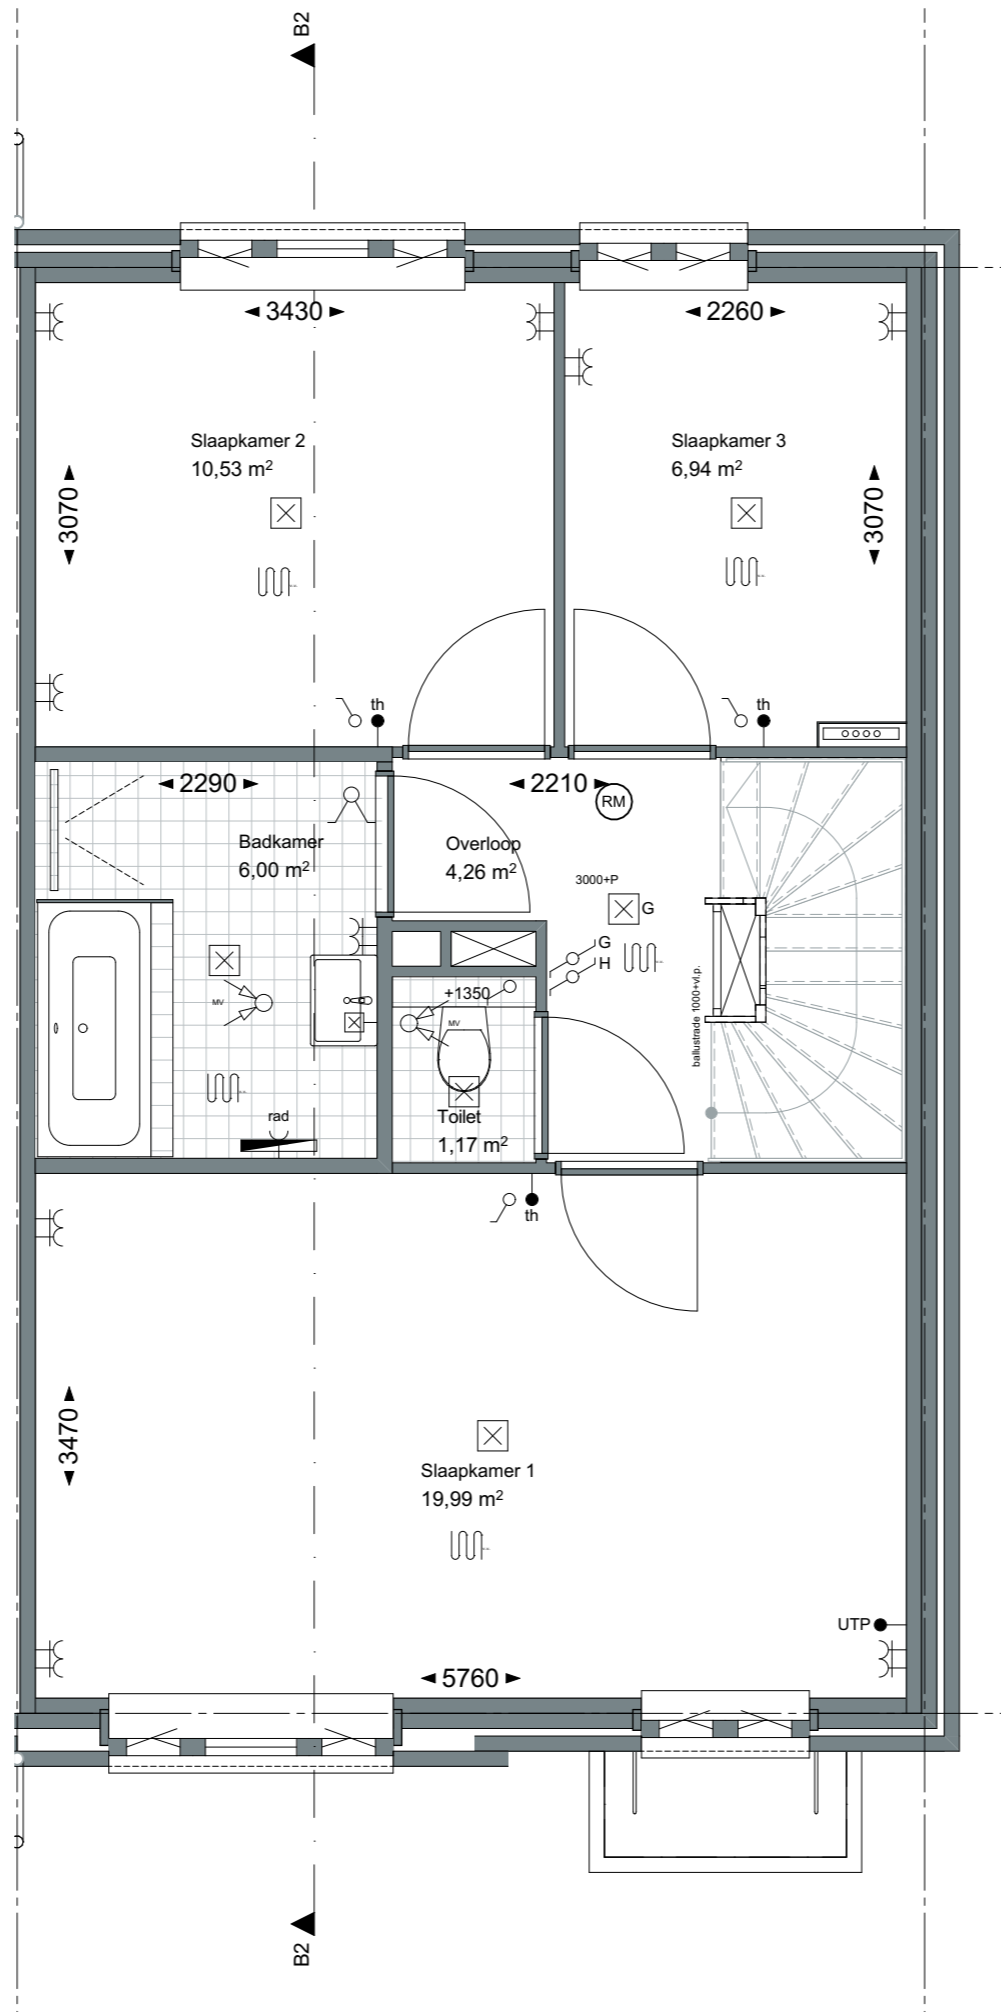 B2
3430
2260
Slaapkamer 2
10,53 m²
Slaapkamer 3
6,94 m²
3070
3070
th
th
2290
2210
RM
Badkamer
6,00 m²
Overloop
4,26 m²
3000+P
G
G
H
+1350
MV
MV
ballustrade 1000+vl.p.
rad
Toilet
1,17 m²
th
3470
Slaapkamer 1
19,99 m²
UTP
5760
B2